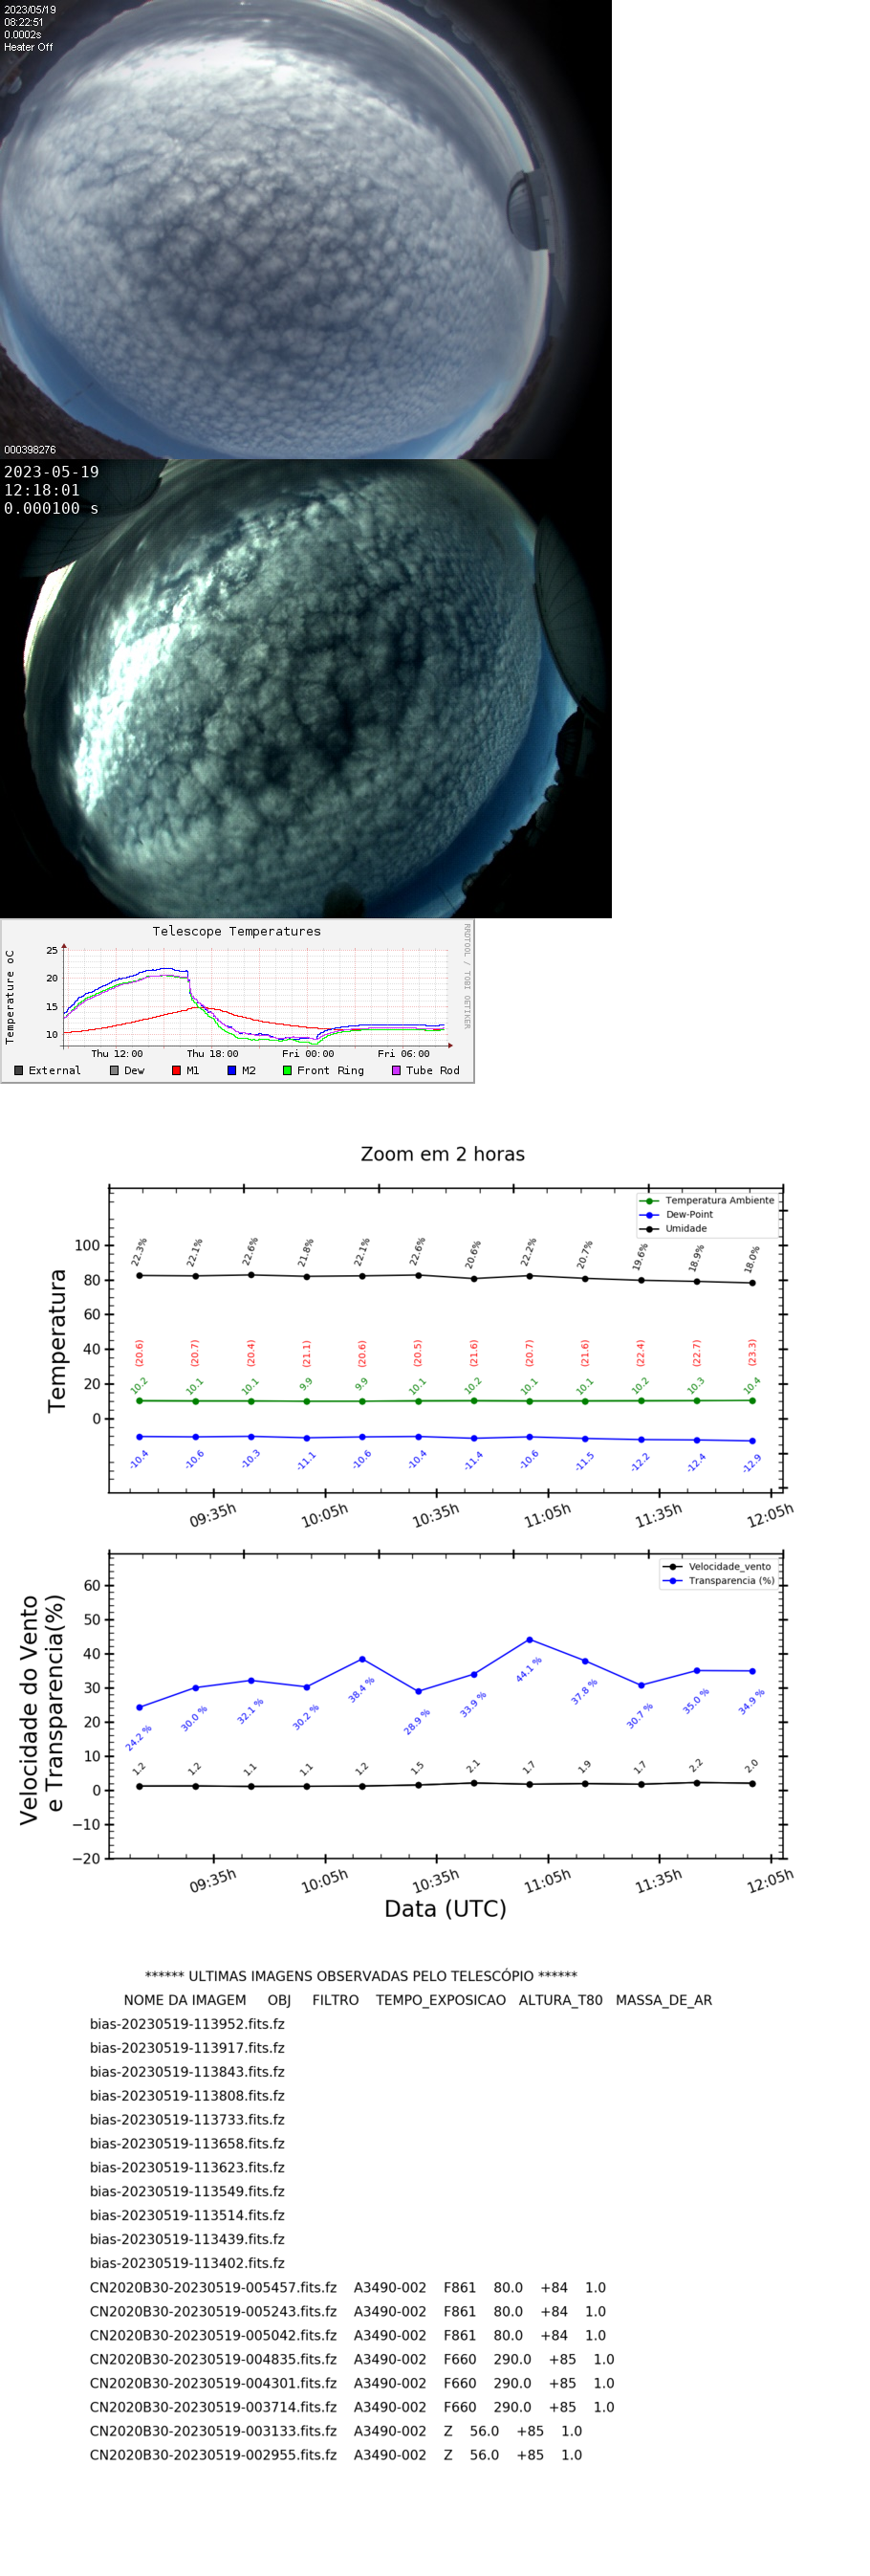 2023/05/19
08:22:51
0.0002s
Heater Off
000398276
2023-05-19
12:18:01
0.000100 s
Telescope Temperatures
RRDTOOL / TOBI OETIKER
Temperature oC
25
20
15
10
Thu 12:00 Thu 18:00 Fri 00:00 Fri 06:00
External Dew M1 M2 Front Ring Tube Rod
Zoom em 2 horas
Temperatura Ambiente
Dew-Point
Umidade
Temperatura
100
80
60
40
20
0
22.3% 22.1% 22.6% 21.8% 22.1% 22.6% 20.6% 22.2% 20.7% 19.6% 18.9% 18.0%
(20.6) (20.7) (20.4) (21.1) (20.6) (20.5) (21.6) (20.7) (21.6) (22.4) (22.7) (23.3)
10.2 10.1 10.1 9.9 9.9 10.1 10.2 10.1 10.1 10.2 10.3 10.4
-10.4 -10.6 -10.3 -11.1 -10.6 -10.4 -11.4 -10.6 -11.5 -12.2 -12.4 -12.9
09:35h 10:05h 10:35h 11:05h 11:35h 12:05h
Velocidade_vento
Transparencia (%)
Velocidade do Vento
e Transparencia(%)
60
50
40
30
20
10
0
−10
−20
24.2 % 30.0 % 32.1 % 30.2 % 38.4 % 28.9 % 33.9 % 44.1 % 37.8 % 30.7 % 35.0 % 34.9 %
1.2 1.2 1.1 1.1 1.2 1.5 2.1 1.7 1.9 1.7 2.2 2.0
09:35h 10:05h 10:35h 11:05h 11:35h 12:05h
Data (UTC)
****** ULTIMAS IMAGENS OBSERVADAS PELO TELESCÓPIO ******
NOME DA IMAGEM OBJ FILTRO TEMPO_EXPOSICAO ALTURA_T80 MASSA_DE_AR
bias-20230519-113952.fits.fz
bias-20230519-113917.fits.fz
bias-20230519-113843.fits.fz
bias-20230519-113808.fits.fz
bias-20230519-113733.fits.fz
bias-20230519-113658.fits.fz
bias-20230519-113623.fits.fz
bias-20230519-113549.fits.fz
bias-20230519-113514.fits.fz
bias-20230519-113439.fits.fz
bias-20230519-113402.fits.fz
CN2020B30-20230519-005457.fits.fz A3490-002 F861 80.0 +84 1.0
CN2020B30-20230519-005243.fits.fz A3490-002 F861 80.0 +84 1.0
CN2020B30-20230519-005042.fits.fz A3490-002 F861 80.0 +84 1.0
CN2020B30-20230519-004835.fits.fz A3490-002 F660 290.0 +85 1.0
CN2020B30-20230519-004301.fits.fz A3490-002 F660 290.0 +85 1.0
CN2020B30-20230519-003714.fits.fz A3490-002 F660 290.0 +85 1.0
CN2020B30-20230519-003133.fits.fz A3490-002 Z 56.0 +85 1.0
CN2020B30-20230519-002955.fits.fz A3490-002 Z 56.0 +85 1.0